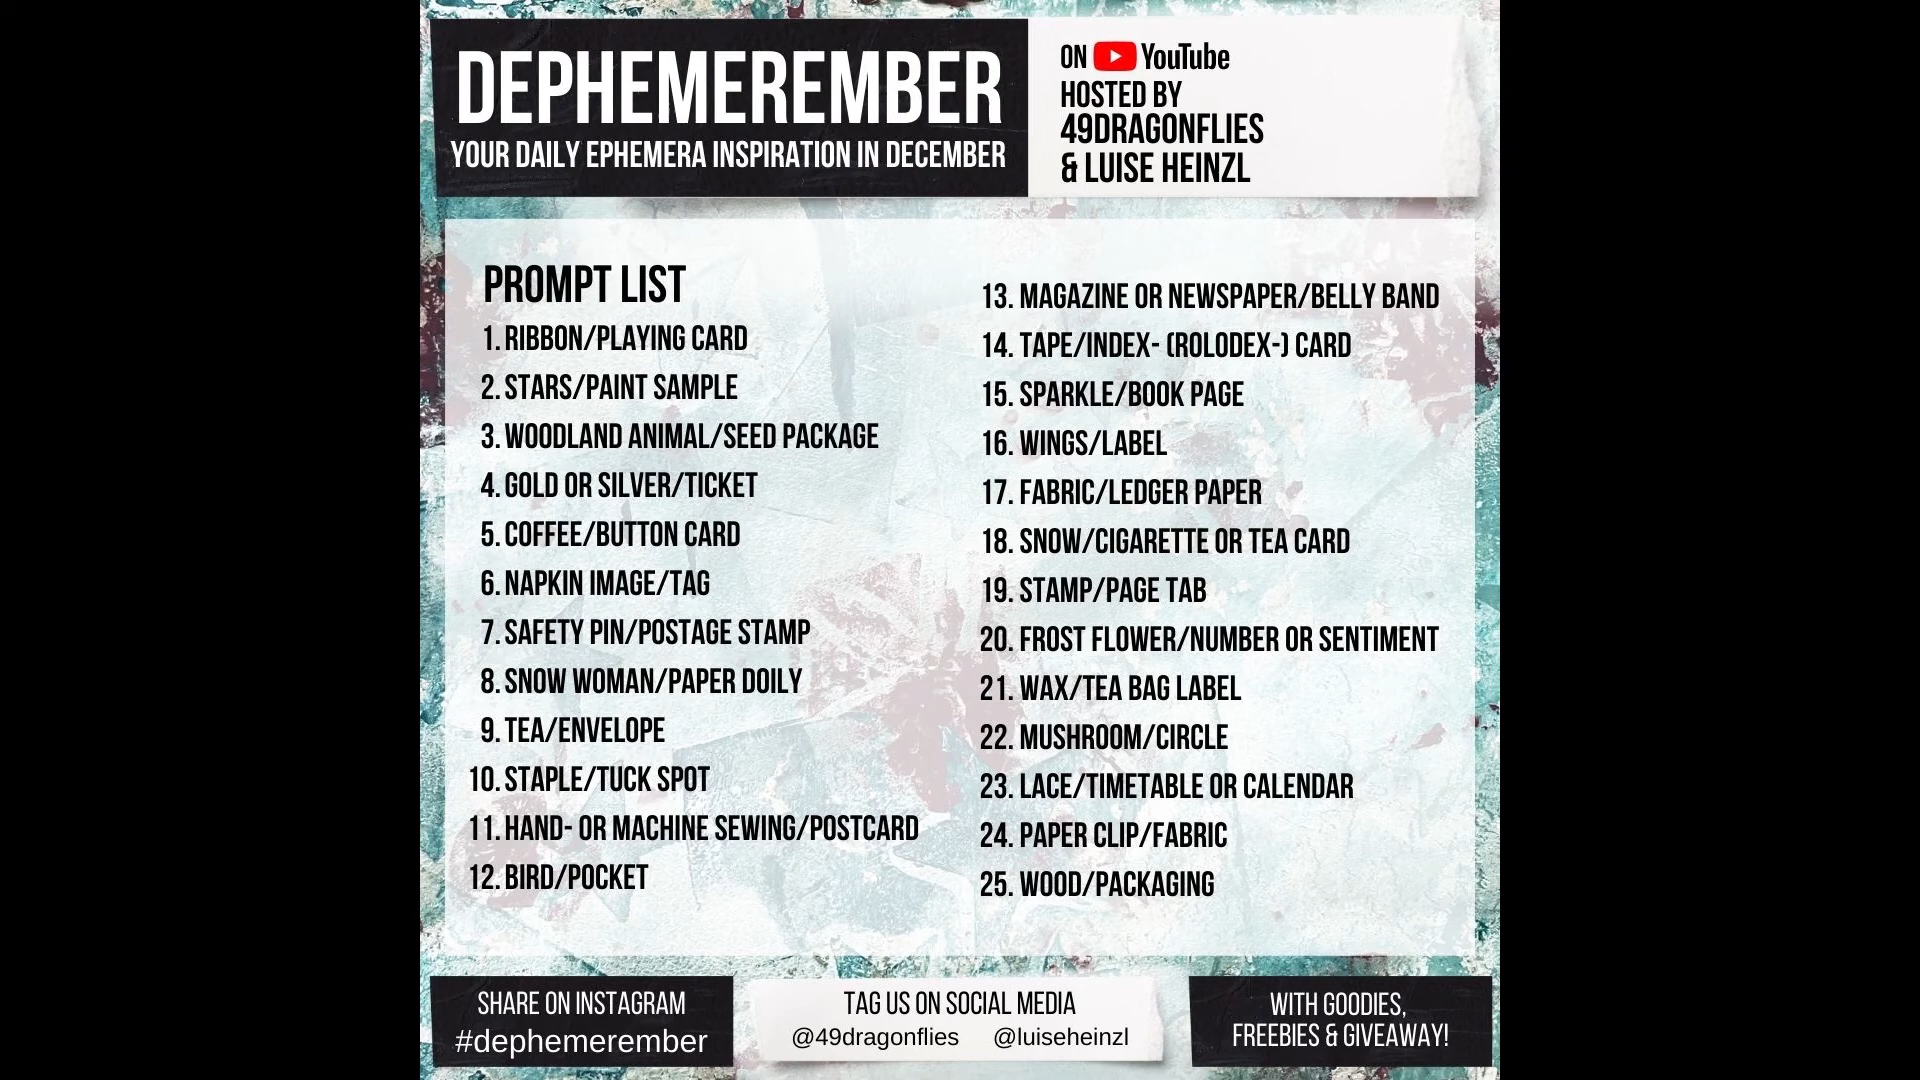 DEPHEMEREMBER
YOUR DAILY EPHEMERA INSPIRATION IN DECEMBER
ON YouTube
HOSTED BY
49DRAGONFLIES
& LUISE HEINZL
PROMPT LIST
1. RIBBON/PLAYING CARD
2. STARS/PAINT SAMPLE
3. WOODLAND ANIMAL/SEED PACKAGE
4. GOLD OR SILVER/TICKET
5. COFFEE/BUTTON CARD
6. NAPKIN IMAGE/TAG
7. SAFETY PIN/POSTAGE STAMP
8. SNOW WOMAN/PAPER DOILY
9. TEA/ENVELOPE
10. STAPLE/TUCK SPOT
11. HAND- OR MACHINE SEWING/POSTCARD
12. BIRD/POCKET
13. MAGAZINE OR NEWSPAPER/BELLY BAND
14. TAPE/INDEX- (ROLODEX-) CARD
15. SPARKLE/BOOK PAGE
16. WINGS/LABEL
17. FABRIC/LEDGER PAPER
18. SNOW/CIGARETTE OR TEA CARD
19. STAMP/PAGE TAB
20. FROST FLOWER/NUMBER OR SENTIMENT
21. WAX/TEA BAG LABEL
22. MUSHROOM/CIRCLE
23. LACE/TIMETABLE OR CALENDAR
24. PAPER CLIP/FABRIC
25. WOOD/PACKAGING
SHARE ON INSTAGRAM
#dephemerember
TAG US ON SOCIAL MEDIA
@49dragonflies @luiseheinzl
WITH GOODIES,
FREEBIES & GIVEAWAY!